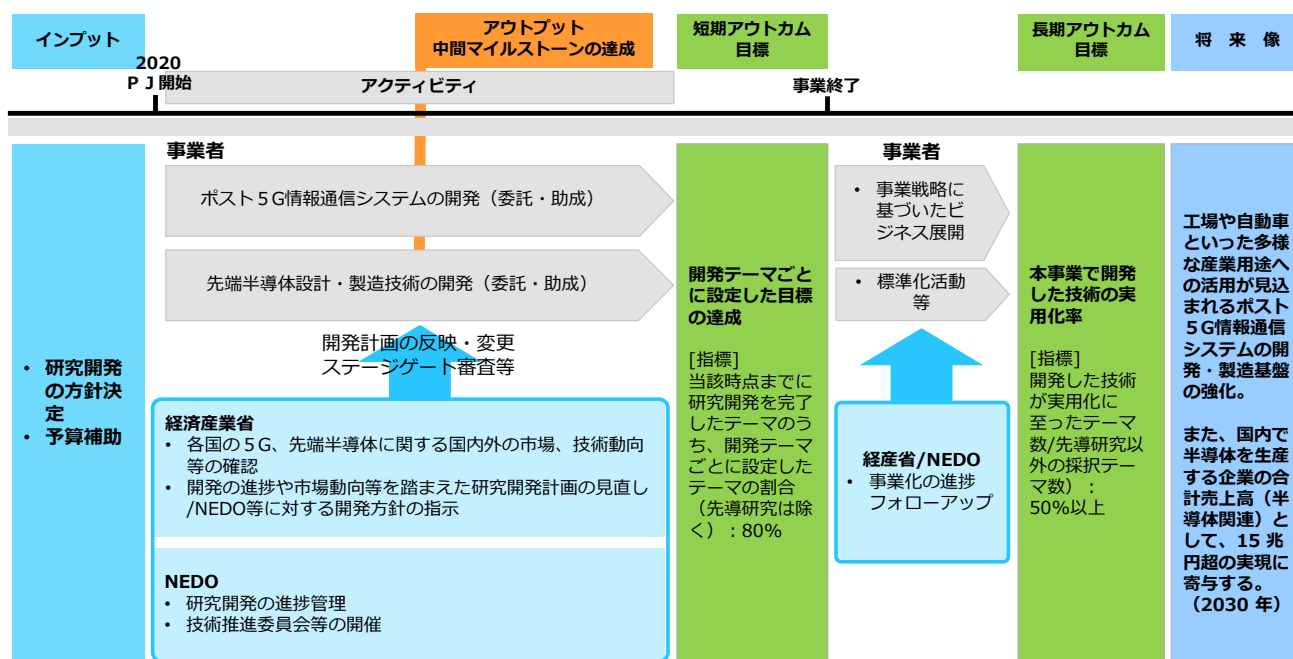 インプット
アウトプット
中間マイルストーンの達成
短期アウトカム
目標
長期アウトカム
目標
将 来 像
2020
ＰＪ開始
アクティビティ
事業終了
• 研究開発
の方針決
定
• 予算補助
事業者
ポスト５G情報通信システムの開発（委託・助成）
先端半導体設計・製造技術の開発（委託・助成）
開発計画の反映・変更
ステージゲート審査等
経済産業省
• 各国の５G、先端半導体に関する国内外の市場、技術動向
等の確認
• 開発の進捗や市場動向等を踏まえた研究開発計画の見直し
/NEDO等に対する開発方針の指示
NEDO
• 研究開発の進捗管理
• 技術推進委員会等の開催
開発テーマごと
に設定した目標
の達成
[指標]
当該時点までに
研究開発を完了
したテーマのう
ち、開発テーマ
ごとに設定した
テーマの割合
（先導研究は除
く）：80%
事業者
• 事業戦略に
基づいたビ
ジネス展開
• 標準化活動
等
経産省/NEDO
• 事業化の進捗
フォローアップ
本事業で開発
した技術の実
用化率
[指標]
開発した技術
が実用化に
至ったテーマ
数/先導研究以
外の採択テー
マ数）：
50%以上
工場や自動車
といった多様
な産業用途へ
の活用が見込
まれるポスト
５G情報通信
システムの開
発・製造基盤
の強化。
また、国内で
半導体を生産
する企業の合
計売上高（半
導体関連）と
して、15 兆
円超の実現に
寄与する。
（2030 年）